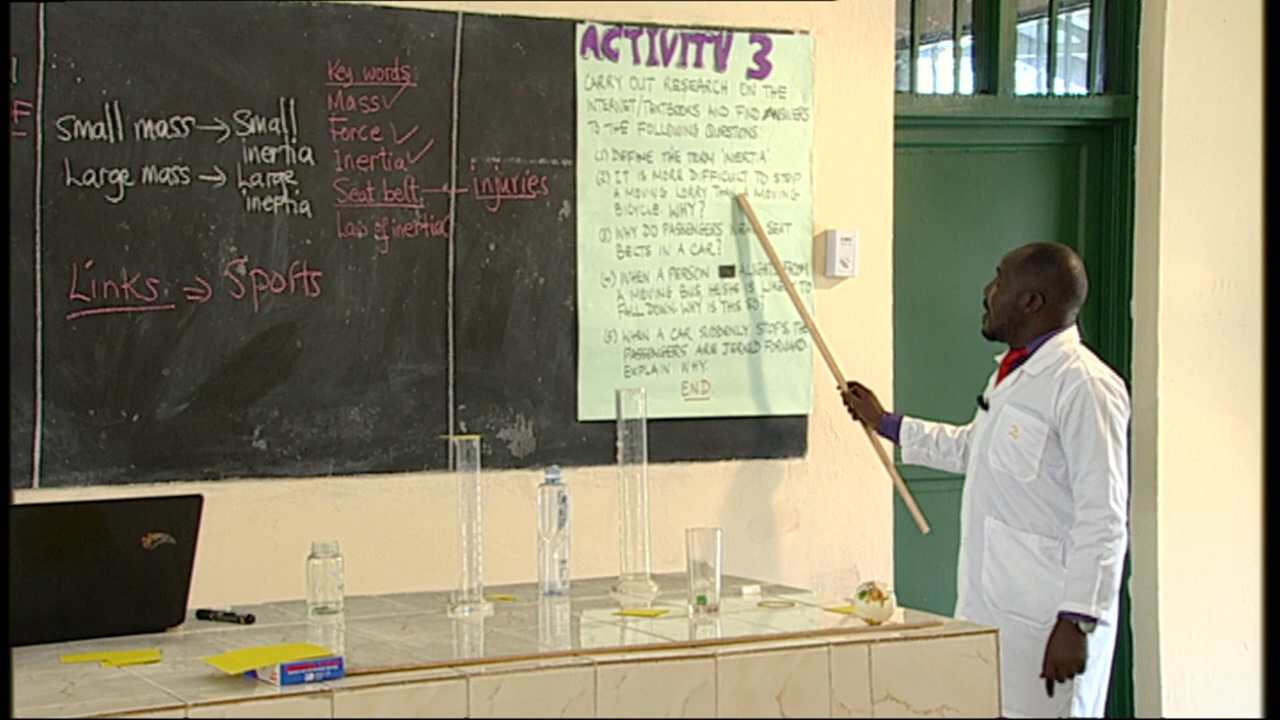 Small mass → Small
inertia
Large mass → Large
ineptia
Links ⇒ Sports
Key words
Mass ✓
Force ✓
Inertia ✓
Seat belt — injuries
Law of inertia
ACTIVITY 3
CARRY OUT RESEARCH ON THE
INTERNET/TEXTBOOKS AND FIND ANSWERS
TO THE FOLLOWING QUESTIONS:
(1) DEFINE THE TERM 'INERTIA'
(2) IT IS MORE DIFFICULT TO STOP
A MOVING LORRY THAN A MOVING
BICYCLE. WHY?
(3) WHY DO PASSENGERS SEAT
BELTS IN A CAR?
(4) WHEN A PERSON ALIGHTS FROM
A MOVING BUS, HE/SHE IS LIKELY TO
FALL DOWN. WHY IS THIS SO?
(5) WHEN A CAR SUDDENLY STOPS, THE
PASSENGERS ARE JERKED FORWARD.
EXPLAIN WHY.
END